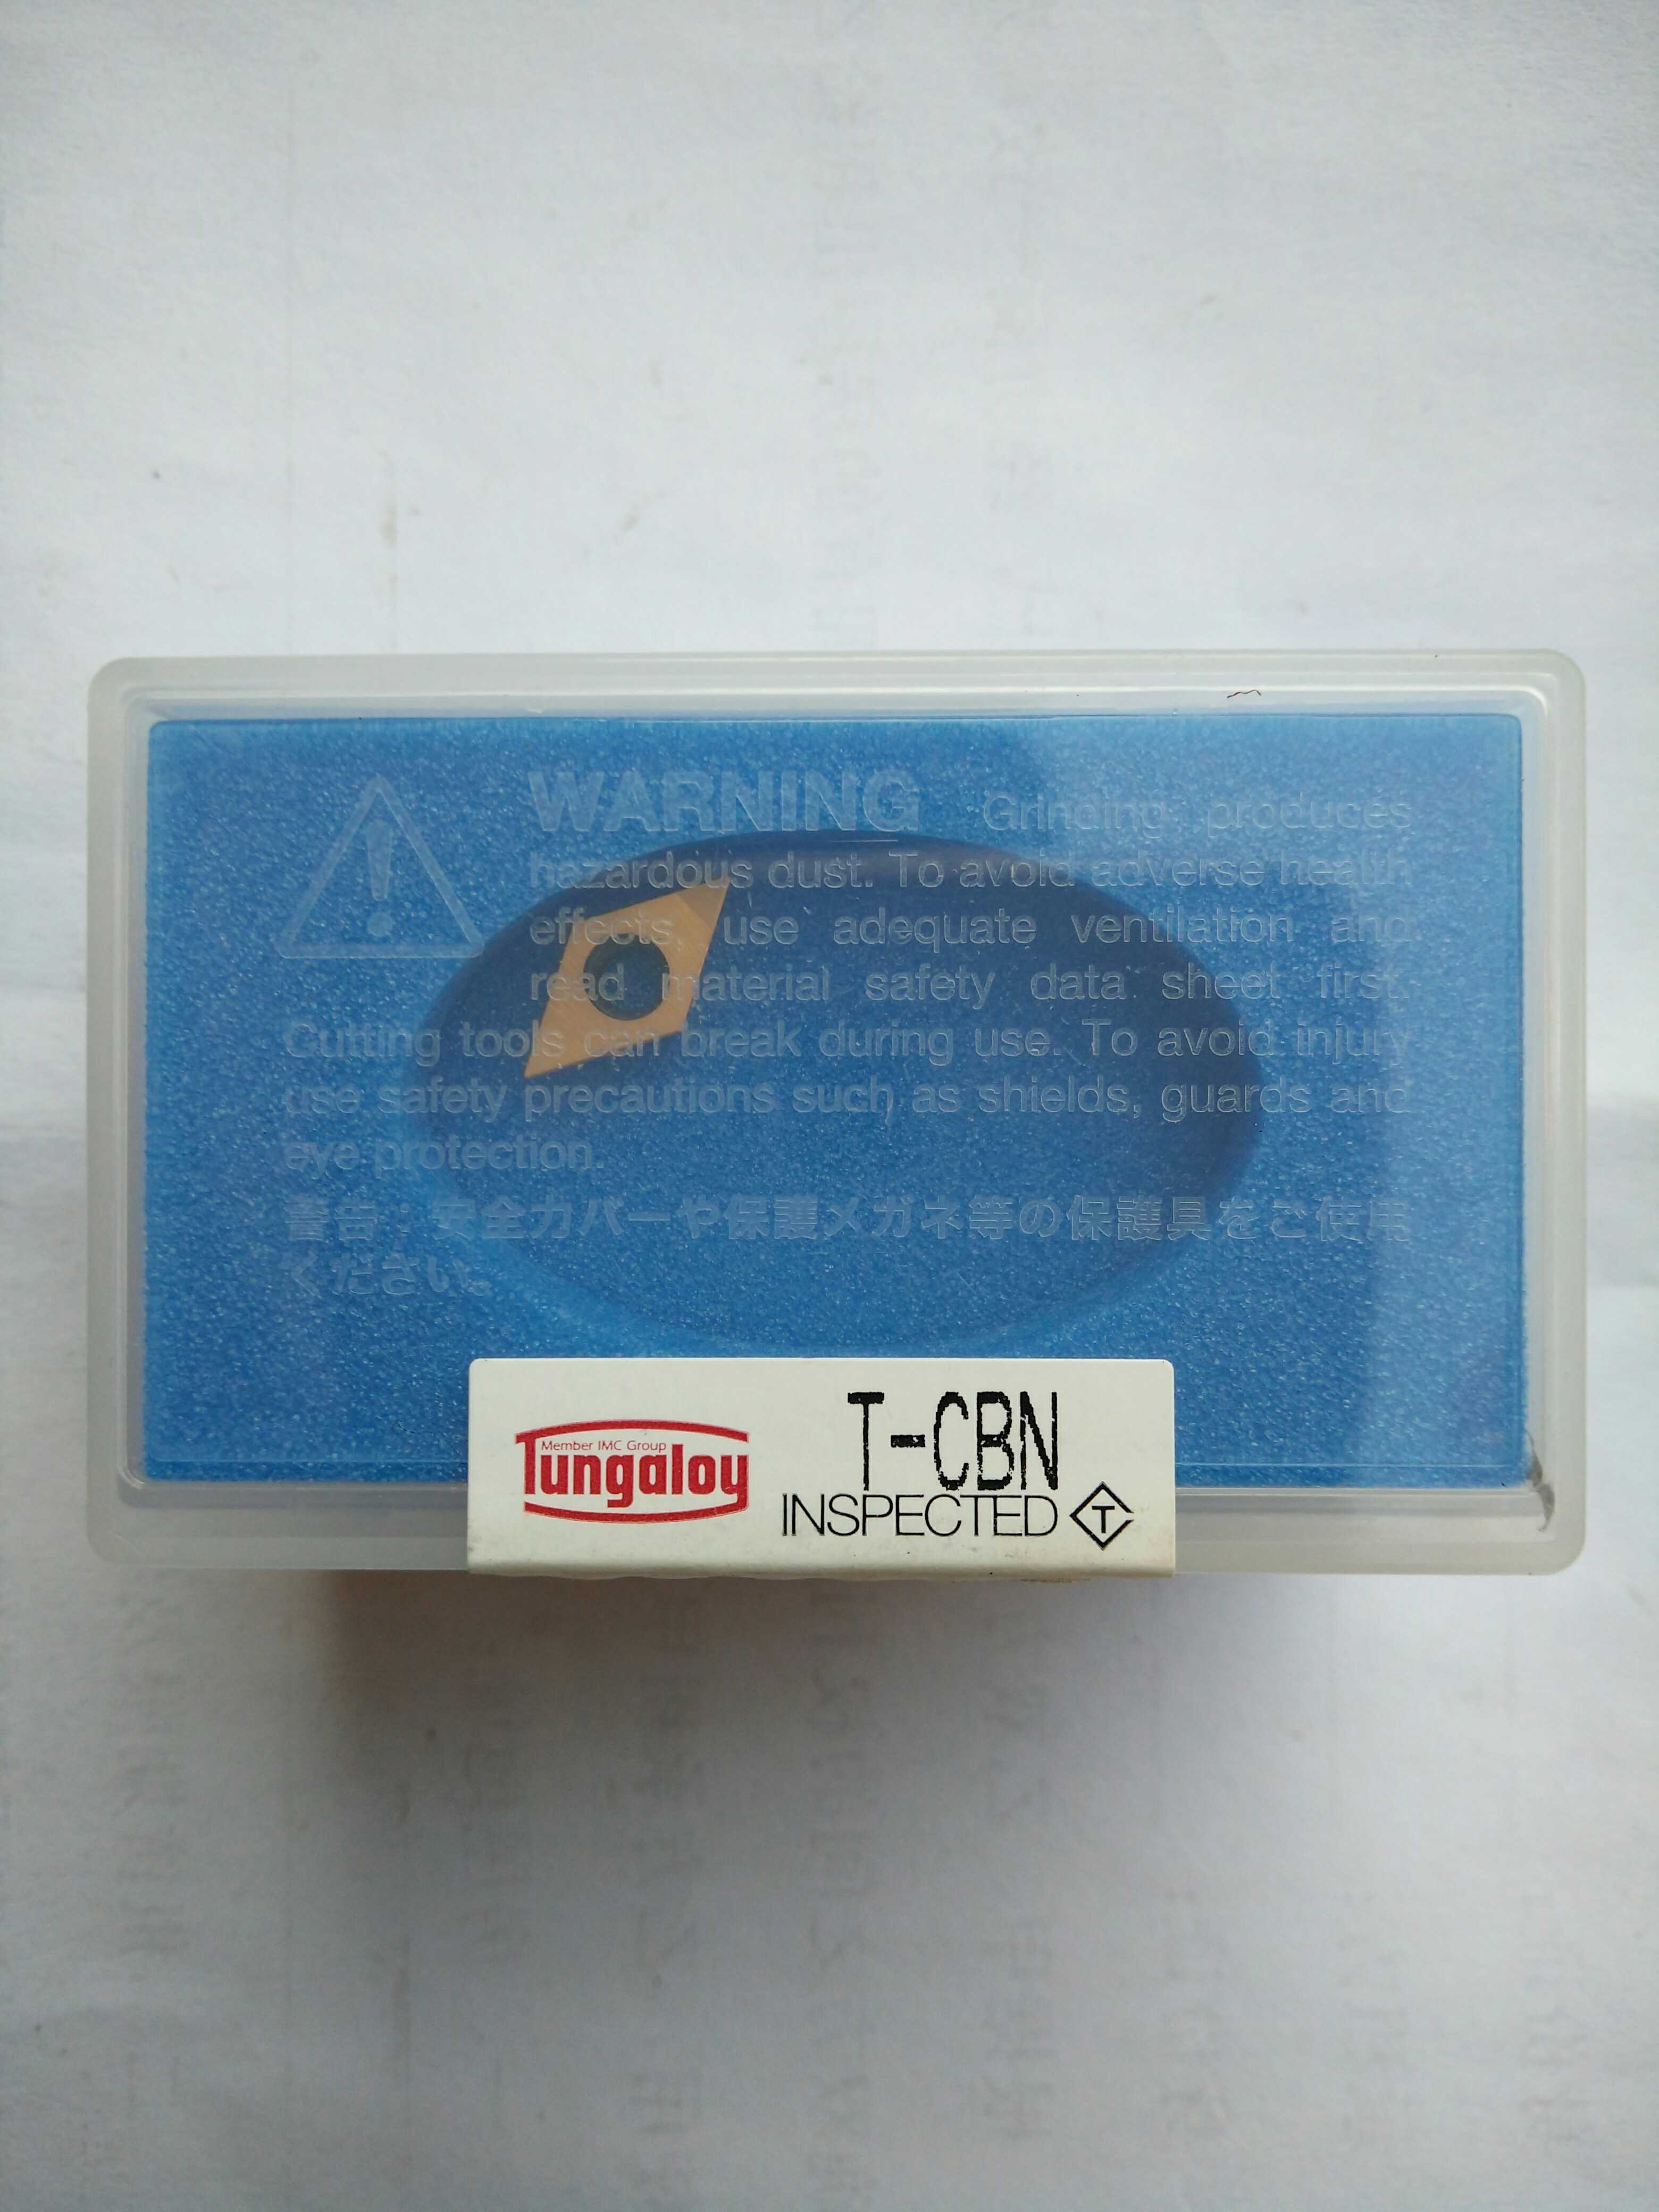 WARNING Grinding produces
hazardous dust. To avoid adverse health
effects, use adequate ventilation and
read material safety data sheet first.
Cutting tools can break during use. To avoid injury
use safety precautions such as shields, guards and
eye protection.
警告：安全カバーや保護メガネ等の保護具をご使用
ください。
Member IMC Group
Tungaloy
T-CBN
INSPECTED T